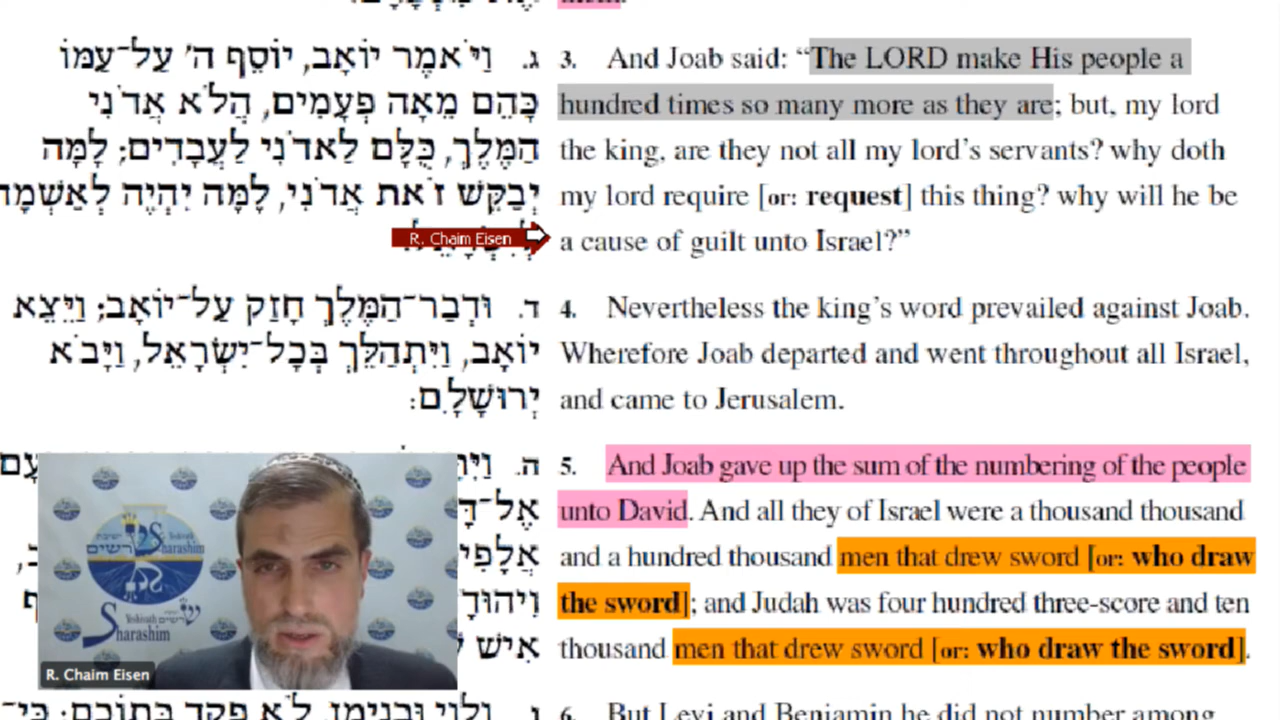 ג. וַיֹּאמֶר יוֹאָב, יוֹסֵף ה' עַל־עַמּוֹ
כָּהֵם מֵאָה פְּעָמִים, הֲלֹא אֲדֹנִי
הַמֶּלֶךְ, כֻּלָּם לַאדֹנִי לַעֲבָדִים; לָמָּה
יְבַקֵּשׁ זֹאת אֲדֹנִי, לָמָּה יִהְיֶה לְאַשְׁמָה
3. And Joab said: “The LORD make His people a
hundred times so many more as they are; but, my lord
the king, are they not all my lord’s servants? why doth
my lord require [or: request] this thing? why will he be
a cause of guilt unto Israel?”
R. Chaim Eisen
ד. וּדְבַר־הַמֶּלֶךְ חָזַק עַל־יוֹאָב; וַיֵּצֵא
יוֹאָב, וַיִּתְהַלֵּךְ בְּכָל־יִשְׂרָאֵל, וַיָּבֹא
יְרוּשָׁלָ‍ִם:
4. Nevertheless the king’s word prevailed against Joab.
Wherefore Joab departed and went throughout all Israel,
and came to Jerusalem.
ה.
5. And Joab gave up the sum of the numbering of the people
unto David. And all they of Israel were a thousand thousand
and a hundred thousand men that drew sword [or: who draw
the sword]; and Judah was four hundred three-score and ten
thousand men that drew sword [or: who draw the sword].
ו. וְלֵוִי וּבִנְיָמִן, לֹא פָקַד בְּתוֹכָם: כִּי־
6. But Levi and Benjamin he did not number among
Yeshivath
Sharashim
R. Chaim Eisen